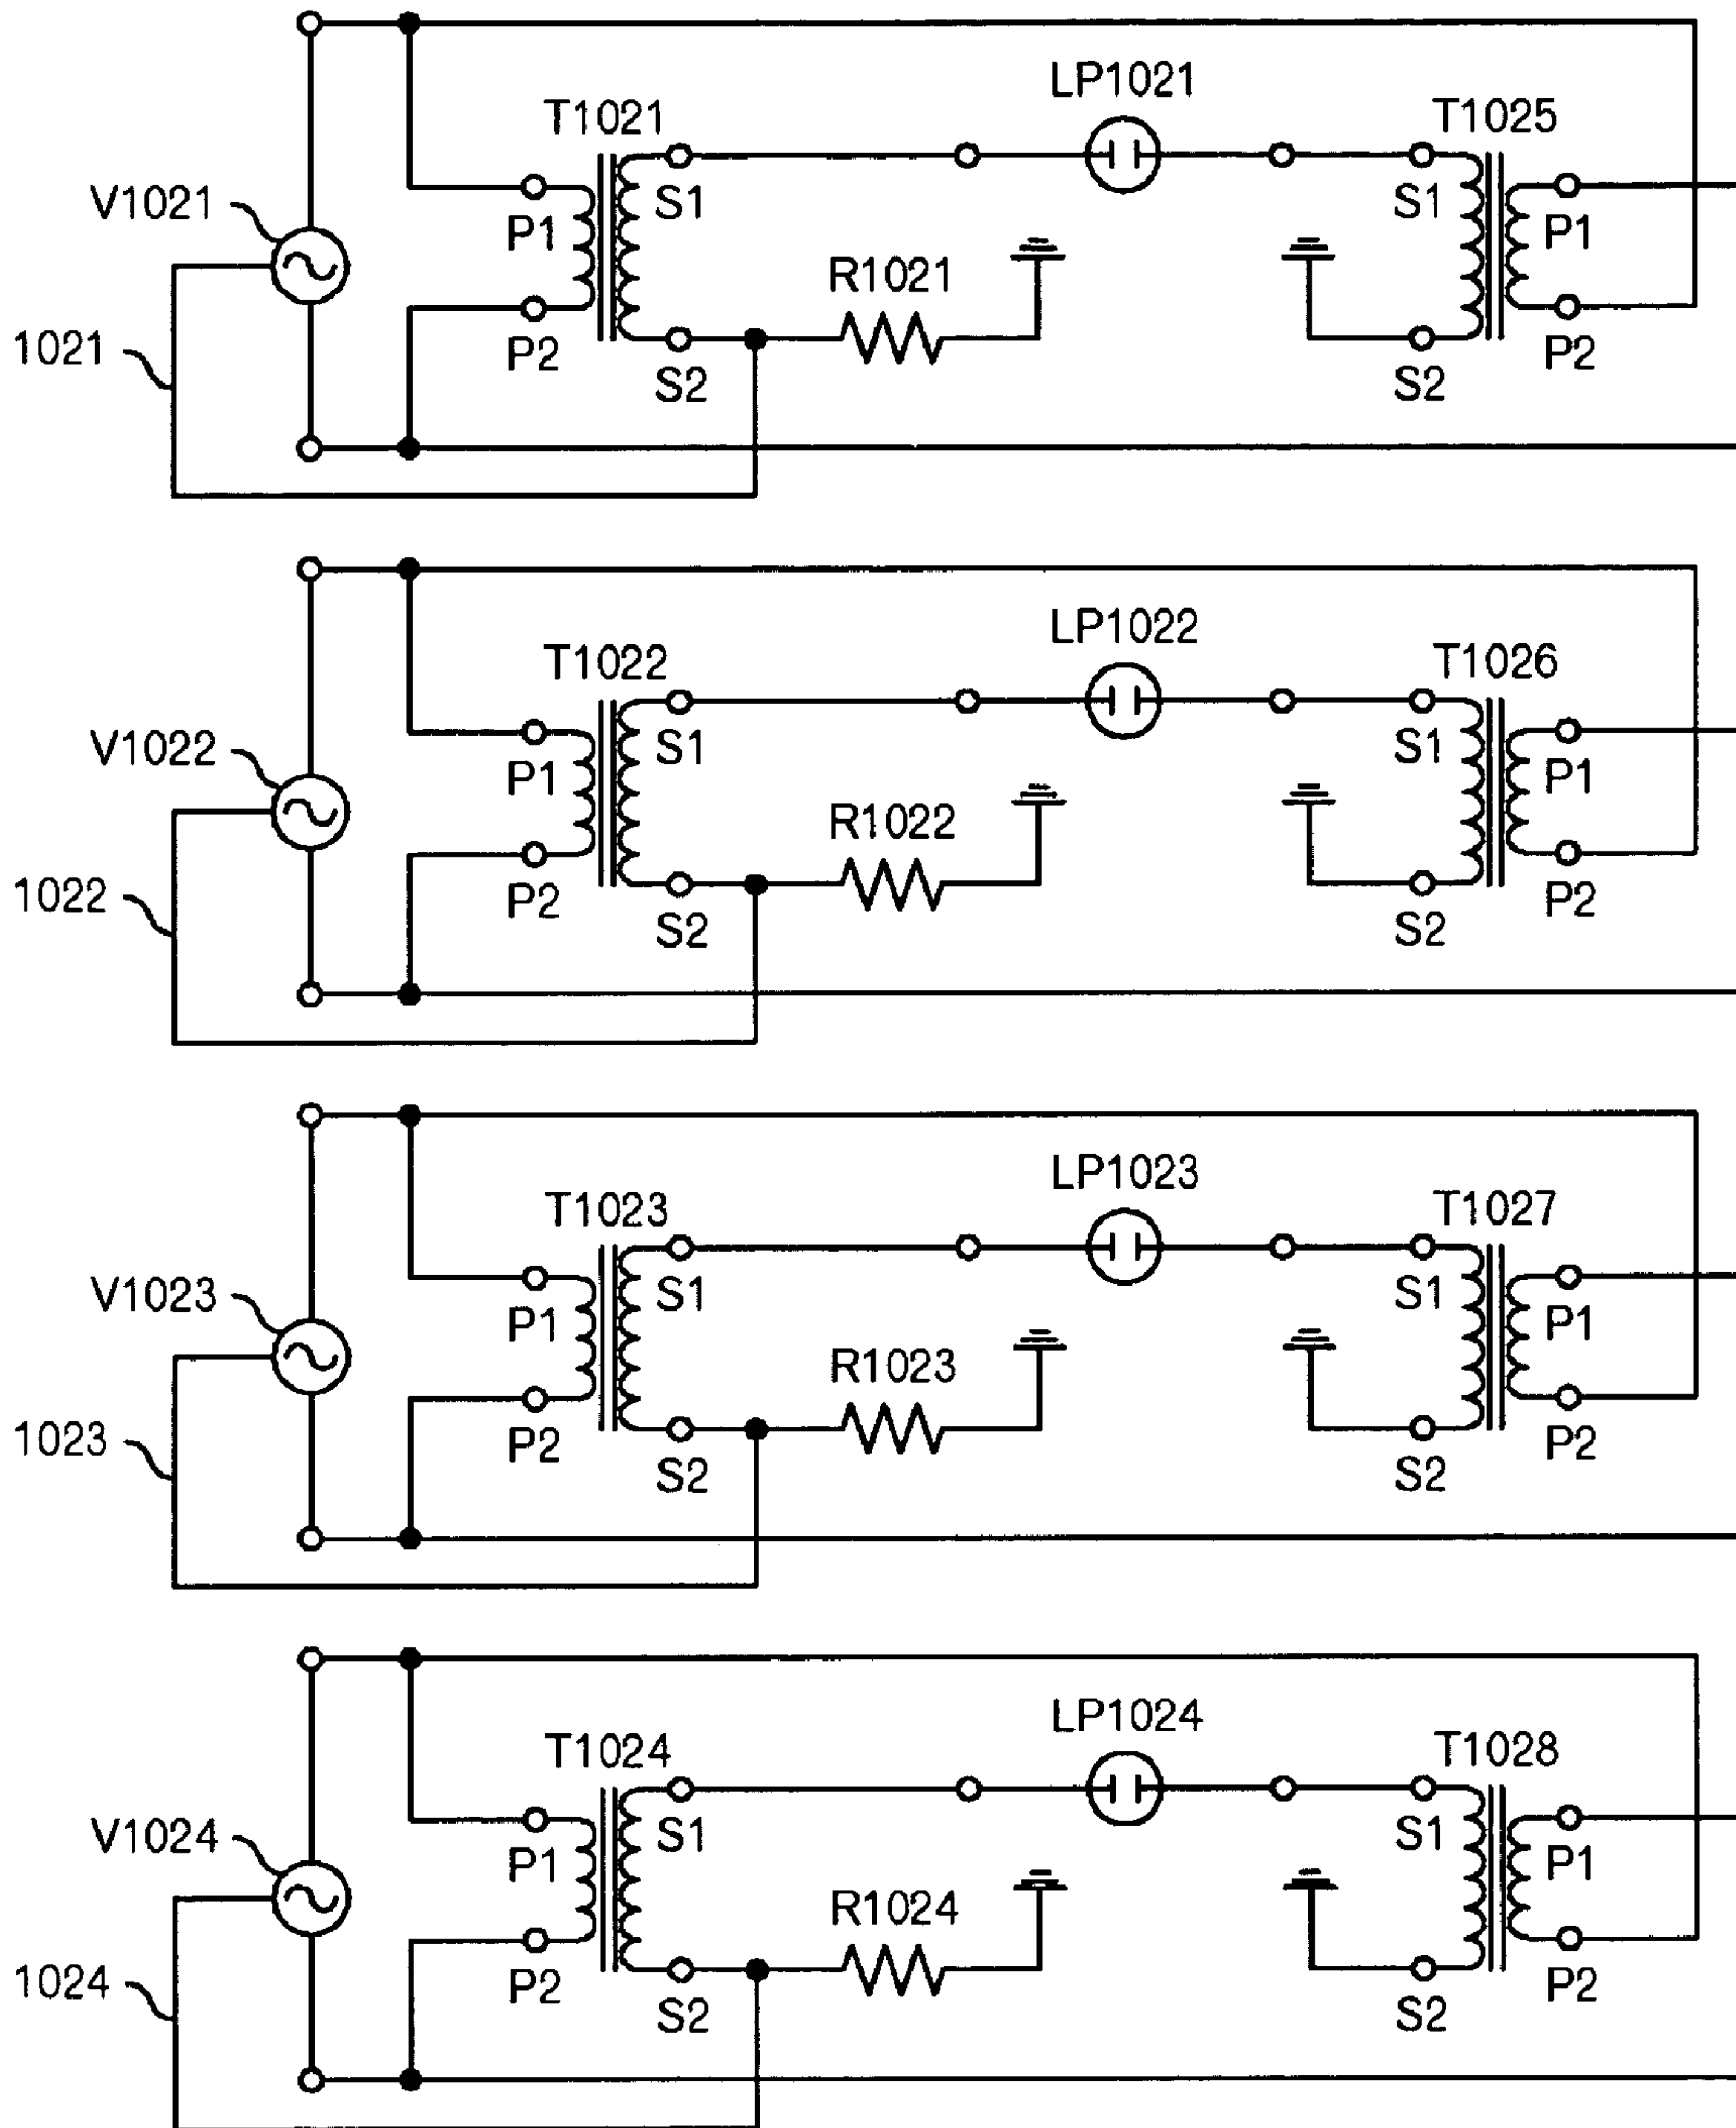 LP1021
T1021
T1025
V1021
S1
S1
P1
P1
R1021
1021
P2
P2
S2
S2
LP1022
T1022
T1026
V1022
S1
S1
P1
P1
R1022
1022
P2
P2
S2
S2
LP1023
T1023
T1027
V1023
S1
S1
P1
P1
R1023
1023
P2
P2
S2
S2
LP1024
T1024
T1028
V1024
S1
S1
P1
P1
R1024
1024
P2
P2
S2
S2